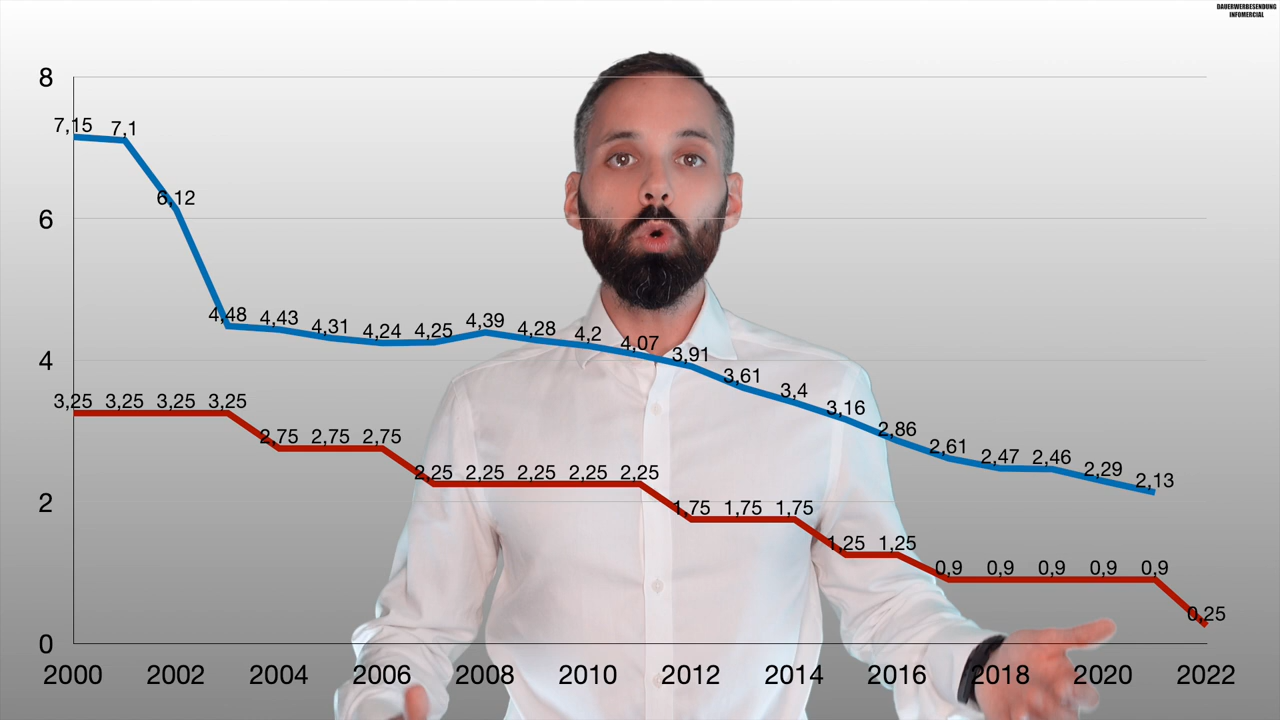 DAUERWERBESENDUNG
INFOMERCIAL
8
7,15 7,1
6,12
6
4,48 4,43 4,31 4,24 4,25 4,39 4,28 4,2 4,07 3,91 3,61 3,4 3,16 2,86 2,61 2,47 2,46 2,29 2,13
4
3,25 3,25 3,25 3,25 2,75 2,75 2,75 2,25 2,25 2,25 2,25 2,25 1,75 1,75 1,75 1,25 1,25 0,9 0,9 0,9 0,9 0,9 0,25
2
0
2000 2002 2004 2006 2008 2010 2012 2014 2016 2018 2020 2022